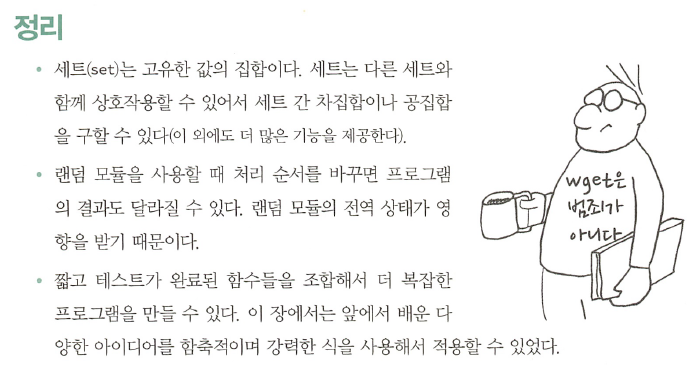 정리
• 세트(set)는 고유한 값의 집합이다. 세트는 다른 세트와
함께 상호작용할 수 있어서 세트 간 차집합이나 공집합
을 구할 수 있다(이 외에도 더 많은 기능을 제공한다).
• 랜덤 모듈을 사용할 때 처리 순서를 바꾸면 프로그램
의 결과도 달라질 수 있다. 랜덤 모듈의 전역 상태가 영
향을 받기 때문이다.
• 짧고 테스트가 완료된 함수들을 조합해서 더 복잡한
프로그램을 만들 수 있다. 이 장에서는 앞에서 배운 다
양한 아이디어를 함축적이며 강력한 식을 사용해서 적용할 수 있었다.
wget은
범죄가
아니다